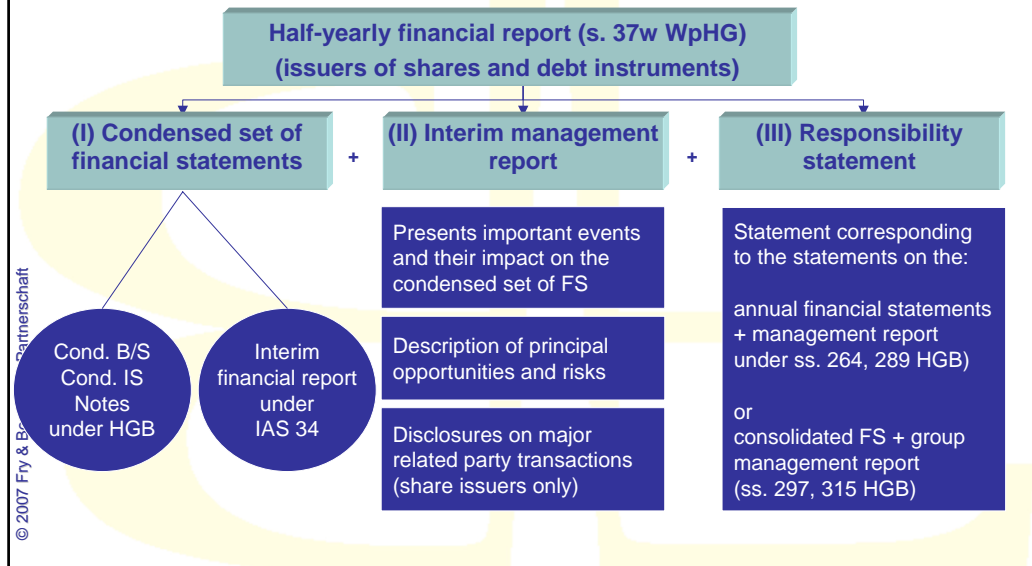 Half-yearly financial report (s. 37w WpHG)
(issuers of shares and debt instruments)
(I) Condensed set of
financial statements
+
(II) Interim management
report
+
(III) Responsibility
statement
Cond. B/S
Cond. IS
Notes
under HGB
Interim
financial report
under
IAS 34
Presents important events
and their impact on the
condensed set of FS
Description of principal
opportunities and risks
Disclosures on major
related party transactions
(share issuers only)
Statement corresponding
to the statements on the:
annual financial statements
+ management report
under ss. 264, 289 HGB)
or
consolidated FS + group
management report
(ss. 297, 315 HGB)
© 2007 Fry & Partnerschaft